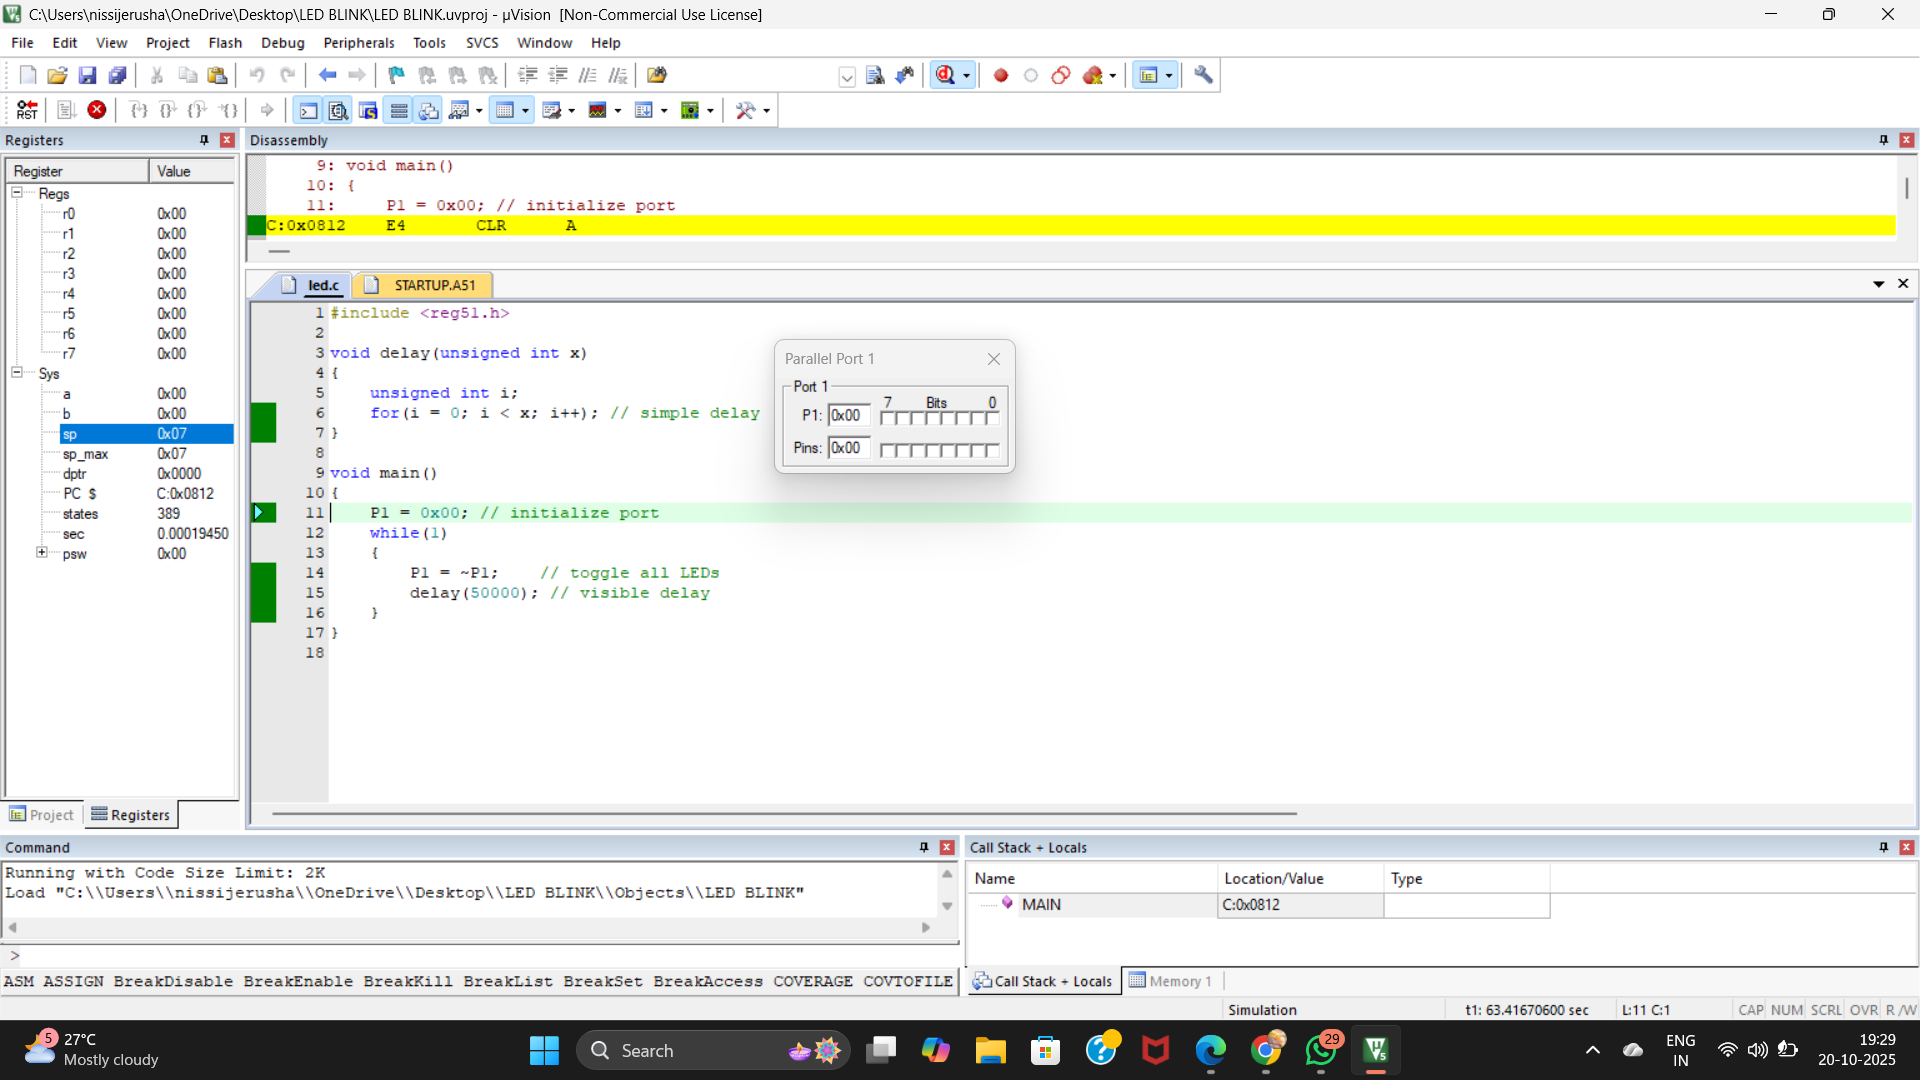 C:\Users\nissijerusha\OneDrive\Desktop\LED BLINK\LED BLINK.uvproj - µVision  [Non-Commercial Use License]
File Edit View Project Flash Debug Peripherals Tools SVCS Window Help
RST
Registers
Register Value
Regs
r0 0x00
r1 0x00
r2 0x00
r3 0x00
r4 0x00
r5 0x00
r6 0x00
r7 0x00
Sys
a 0x00
b 0x00
sp 0x07
sp_max 0x07
dptr 0x0000
PC $ C:0x0812
states 389
sec 0.00019450
psw 0x00
Project Registers
Disassembly
9: void main()
10: {
11:     P1 = 0x00; // initialize port
C:0x0812    E4       CLR      A
led.c STARTUP.A51
1 #include <reg51.h>
2
3 void delay(unsigned int x)
4 {
5     unsigned int i;
6     for(i = 0; i < x; i++); // simple delay
7 }
8
9 void main()
10 {
11     P1 = 0x00; // initialize port
12     while(1)
13     {
14         P1 = ~P1;    // toggle all LEDs
15         delay(50000); // visible delay
16     }
17 }
18
Parallel Port 1
Port 1
7 Bits 0
P1: 0x00
Pins: 0x00
Command
Running with Code Size Limit: 2K
Load "C:\\Users\\nissijerusha\\OneDrive\\Desktop\\LED BLINK\\Objects\\LED BLINK"
>
ASM ASSIGN BreakDisable BreakEnable BreakKill BreakList BreakSet BreakAccess COVERAGE COVTOFILE
Call Stack + Locals
Name Location/Value Type
MAIN C:0x0812
Call Stack + Locals Memory 1
Simulation t1: 63.41670600 sec L:11 C:1 CAP NUM SCRL OVR R/W
5
27°C
Mostly cloudy
Search
29
ENG
IN
19:29
20-10-2025